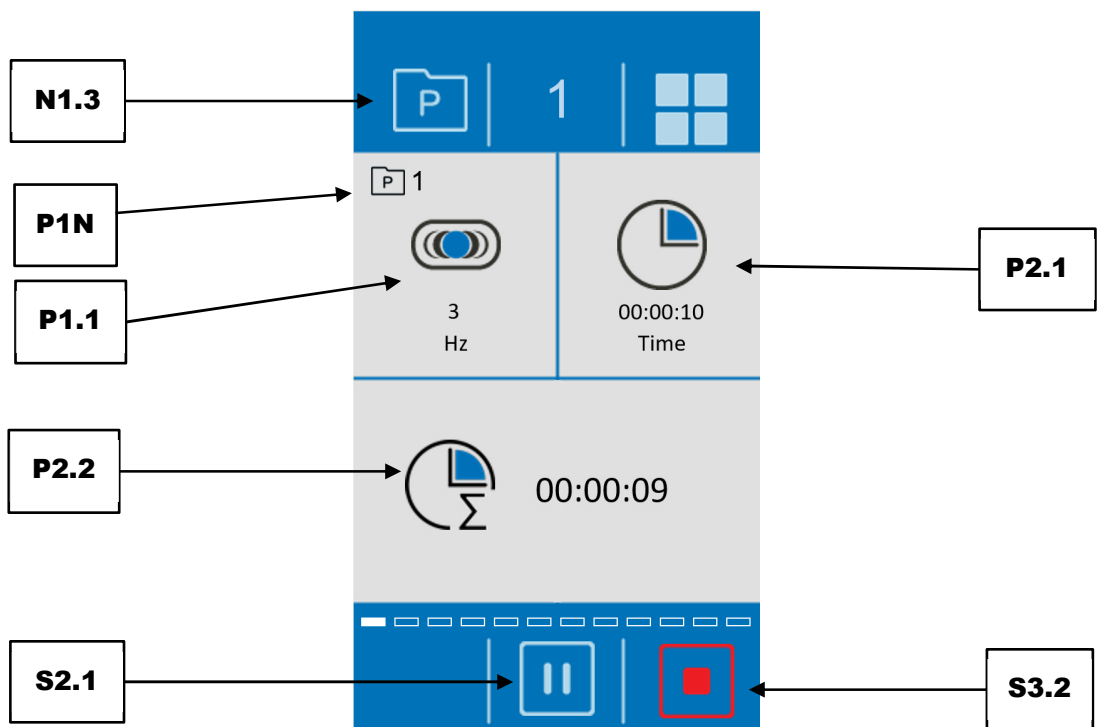 N1.3
P 1
P1N
P 1
P1.1
P2.1
3
Hz
00:00:10
Time
P2.2
00:00:09
S2.1
S3.2